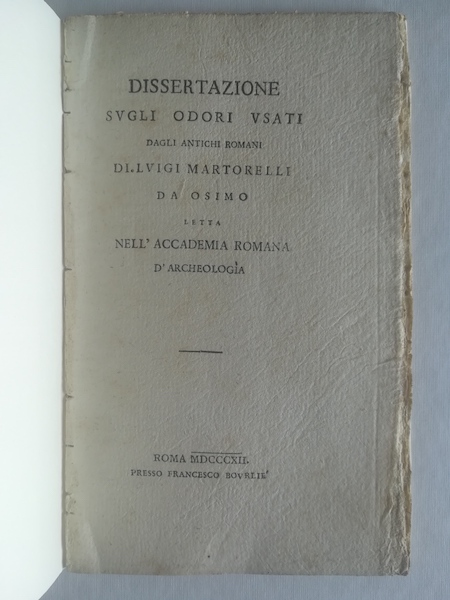 DISSERTAZIONE
SVGLI ODORI VSATI
DAGLI ANTICHI ROMANI
DI LVIGI MARTORELLI
DA OSIMO
LETTA
NELL' ACCADEMIA ROMANA
D' ARCHEOLOGÌA
ROMA MDCCCXII.
PRESSO FRANCESCO BOVRLIE'